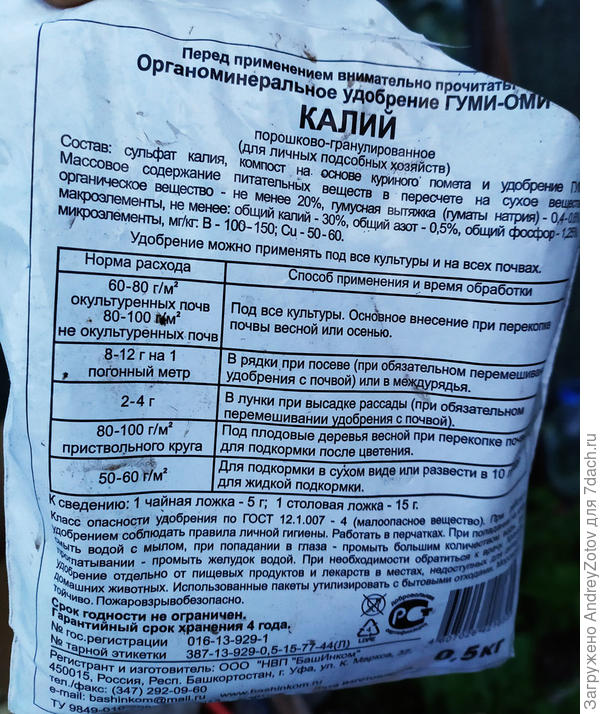 Перед применением внимательно прочитать
Органоминеральное удобрение ГУМИ-ОМИ
КАЛИЙ
порошково-гранулированное
(для личных подсобных хозяйств)
Состав: сульфат калия, компост на основе куриного помета и удобрение
Массовое содержание питательных веществ в пересчете на сухое
органическое вещество - не менее 20%, гумусная вытяжка (гуматы натрия) -
макроэлементы, не менее: общий калий - 30%, общий азот - 0,5%, общий фосфор - 1,25%
микроэлементы, мг/кг: В - 100-150; Cu - 50-60.
Удобрение можно применять под все культуры и на всех почвах.
Норма расхода
Способ применения и время обработки
60-80 г/м²
окультуренных почв
80-100 г/м²
не окультуренных почв
Под все культуры. Основное внесение при перекопке
почвы весной или осенью.
8-12 г на 1
погонный метр
В рядки при посеве (при обязательном
удобрения с почвой) или в междурядья.
2-4 г
В лунки при высадке рассады (при обязательном
перемешивании удобрения с почвой).
80-100 г/м²
приствольного круга
Под плодовые деревья весной при перекопке
для подкормки после цветения.
50-60 г/м²
Для подкормки в сухом виде или развести в 10
для жидкой подкормки.
К сведению: 1 чайная ложка - 5 г; 1 столовая ложка - 15 г.
Класс опасности удобрения по ГОСТ 12.1.007 - 4 (малоопасное вещество). При
удобрением соблюдать правила личной гигиены. Работать в перчатках. При
водой с мылом, при попадании в глаза - промыть большим количеством
- промыть желудок водой. При необходимости обратиться к
удобрение отдельно от пищевых продуктов и лекарств в местах, недоступных
домашних животных. Использованные пакеты утилизировать с бытовыми отходами.
Пожаровзрывобезопасно.
Срок годности не ограничен.
Гарантийный срок хранения 4 года.
№ гос.регистрации 016-13-929-1
№ тарной этикетки 387-13-929-0,5-15-77-44(Л)
Регистрант и изготовитель: ООО "НВП "БашИнком"
450015, Россия, Респ. Башкортостан, г. Уфа, ул. К. Маркса,
тел./факс: (347) 292-09-60
e-mail: bashinkom@mail.ru www.bashinkom.ru
ТУ
РСТ
0,5кг
Загружено AndreyZotov для 7dach.ru